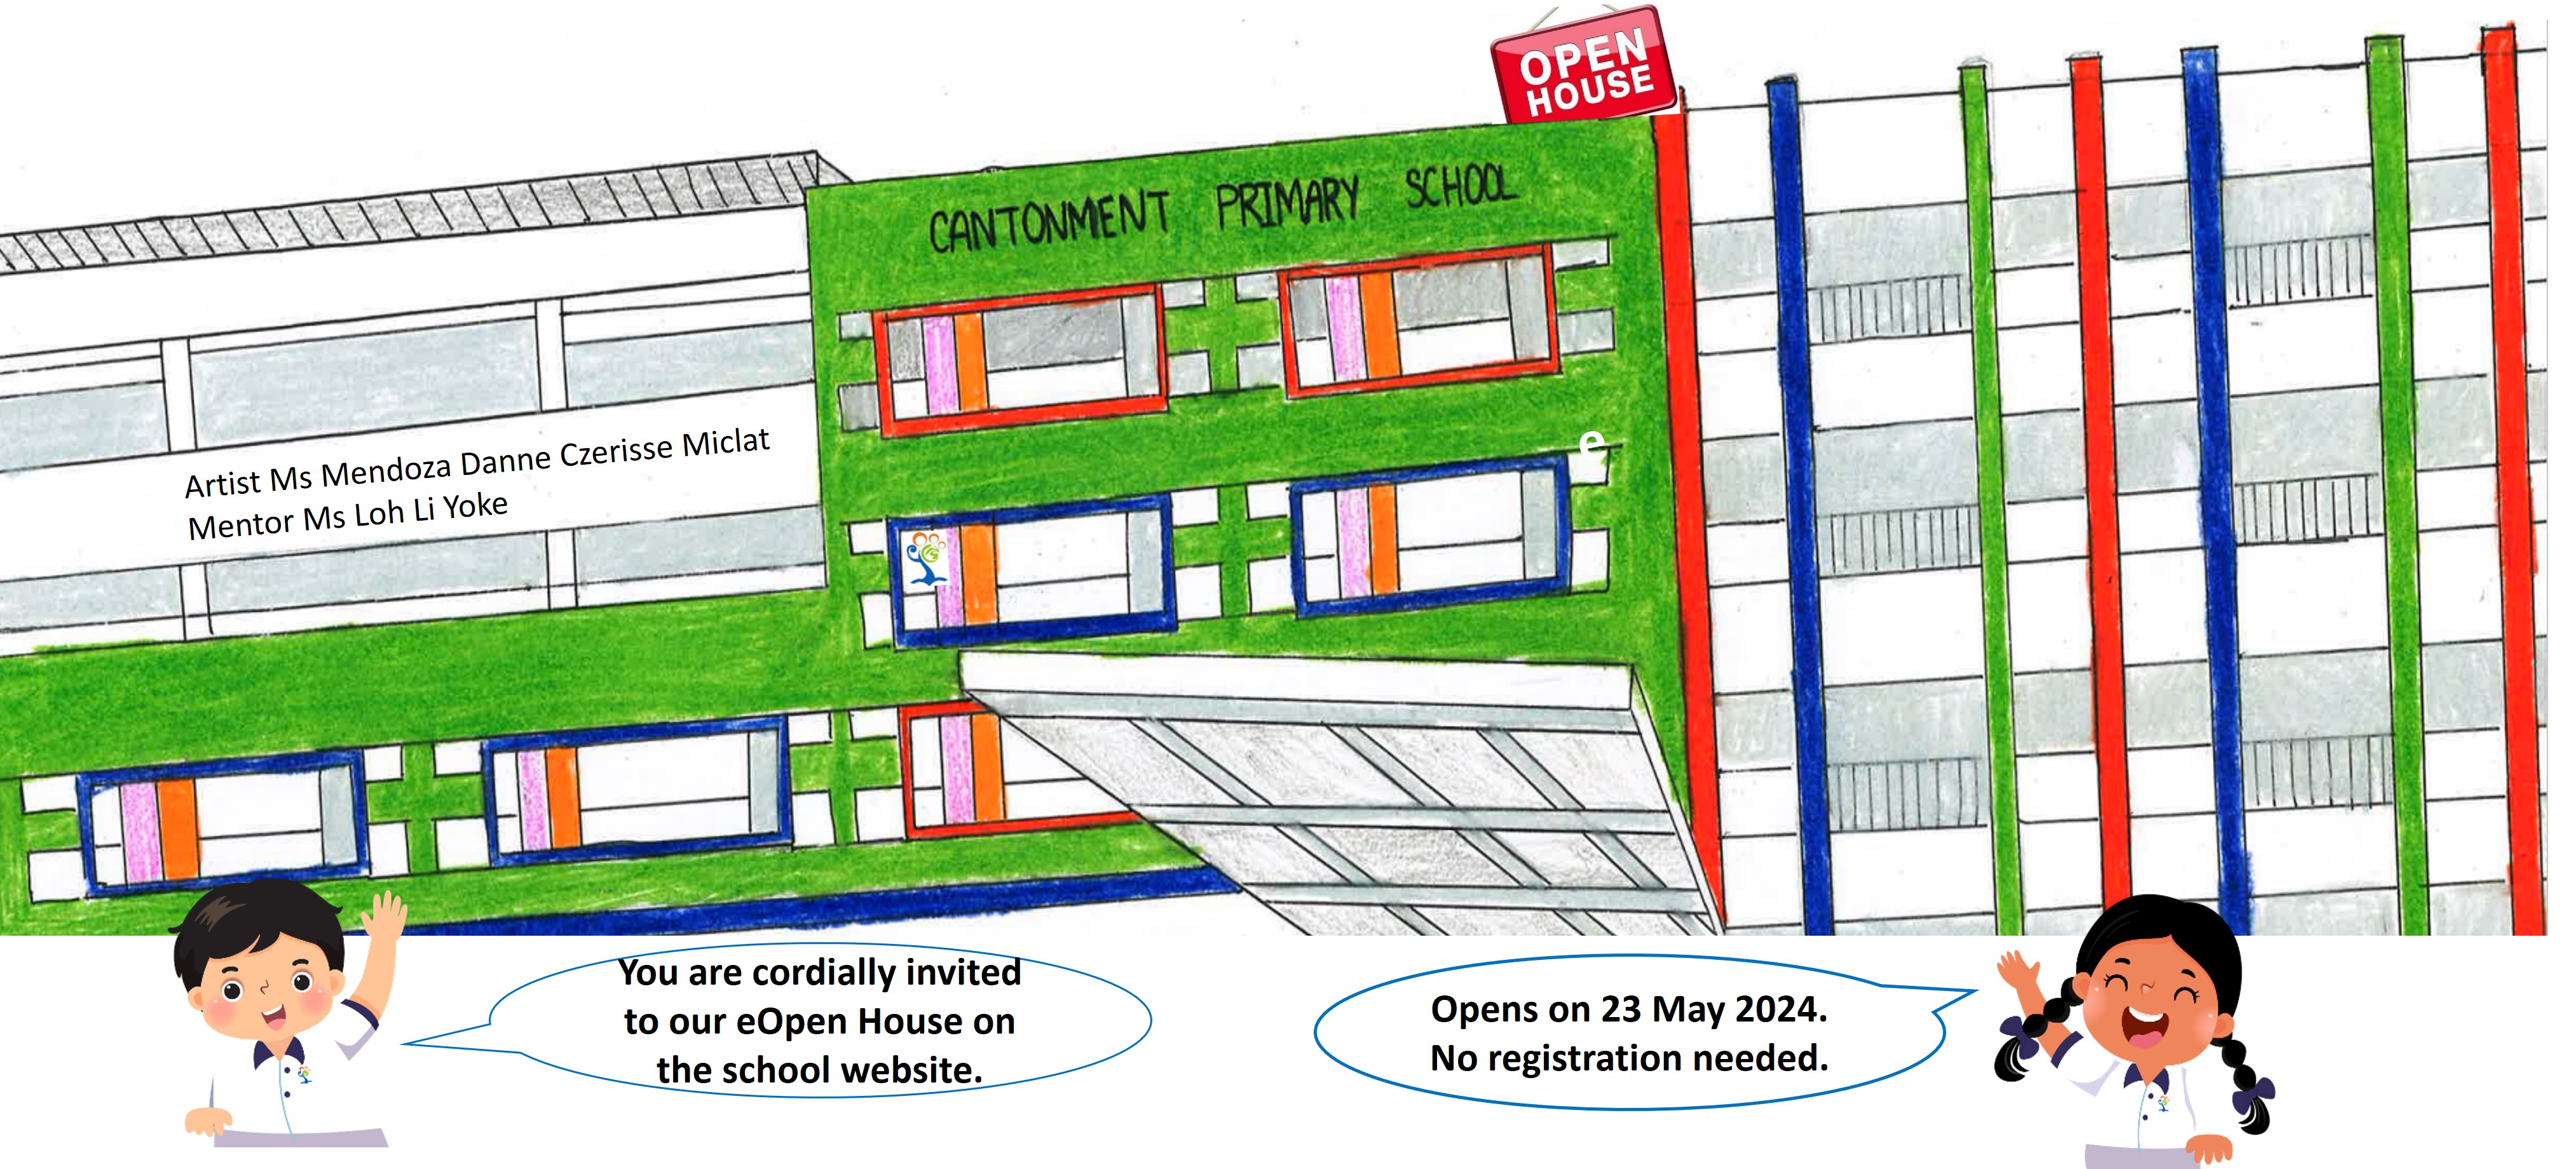 OPEN
HOUSE
CANTONMENT PRIMARY SCHOOL
e
Artist Ms Mendoza Danne Czerisse Miclat
Mentor Ms Loh Li Yoke
You are cordially invited
to our eOpen House on
the school website.
Opens on 23 May 2024.
No registration needed.